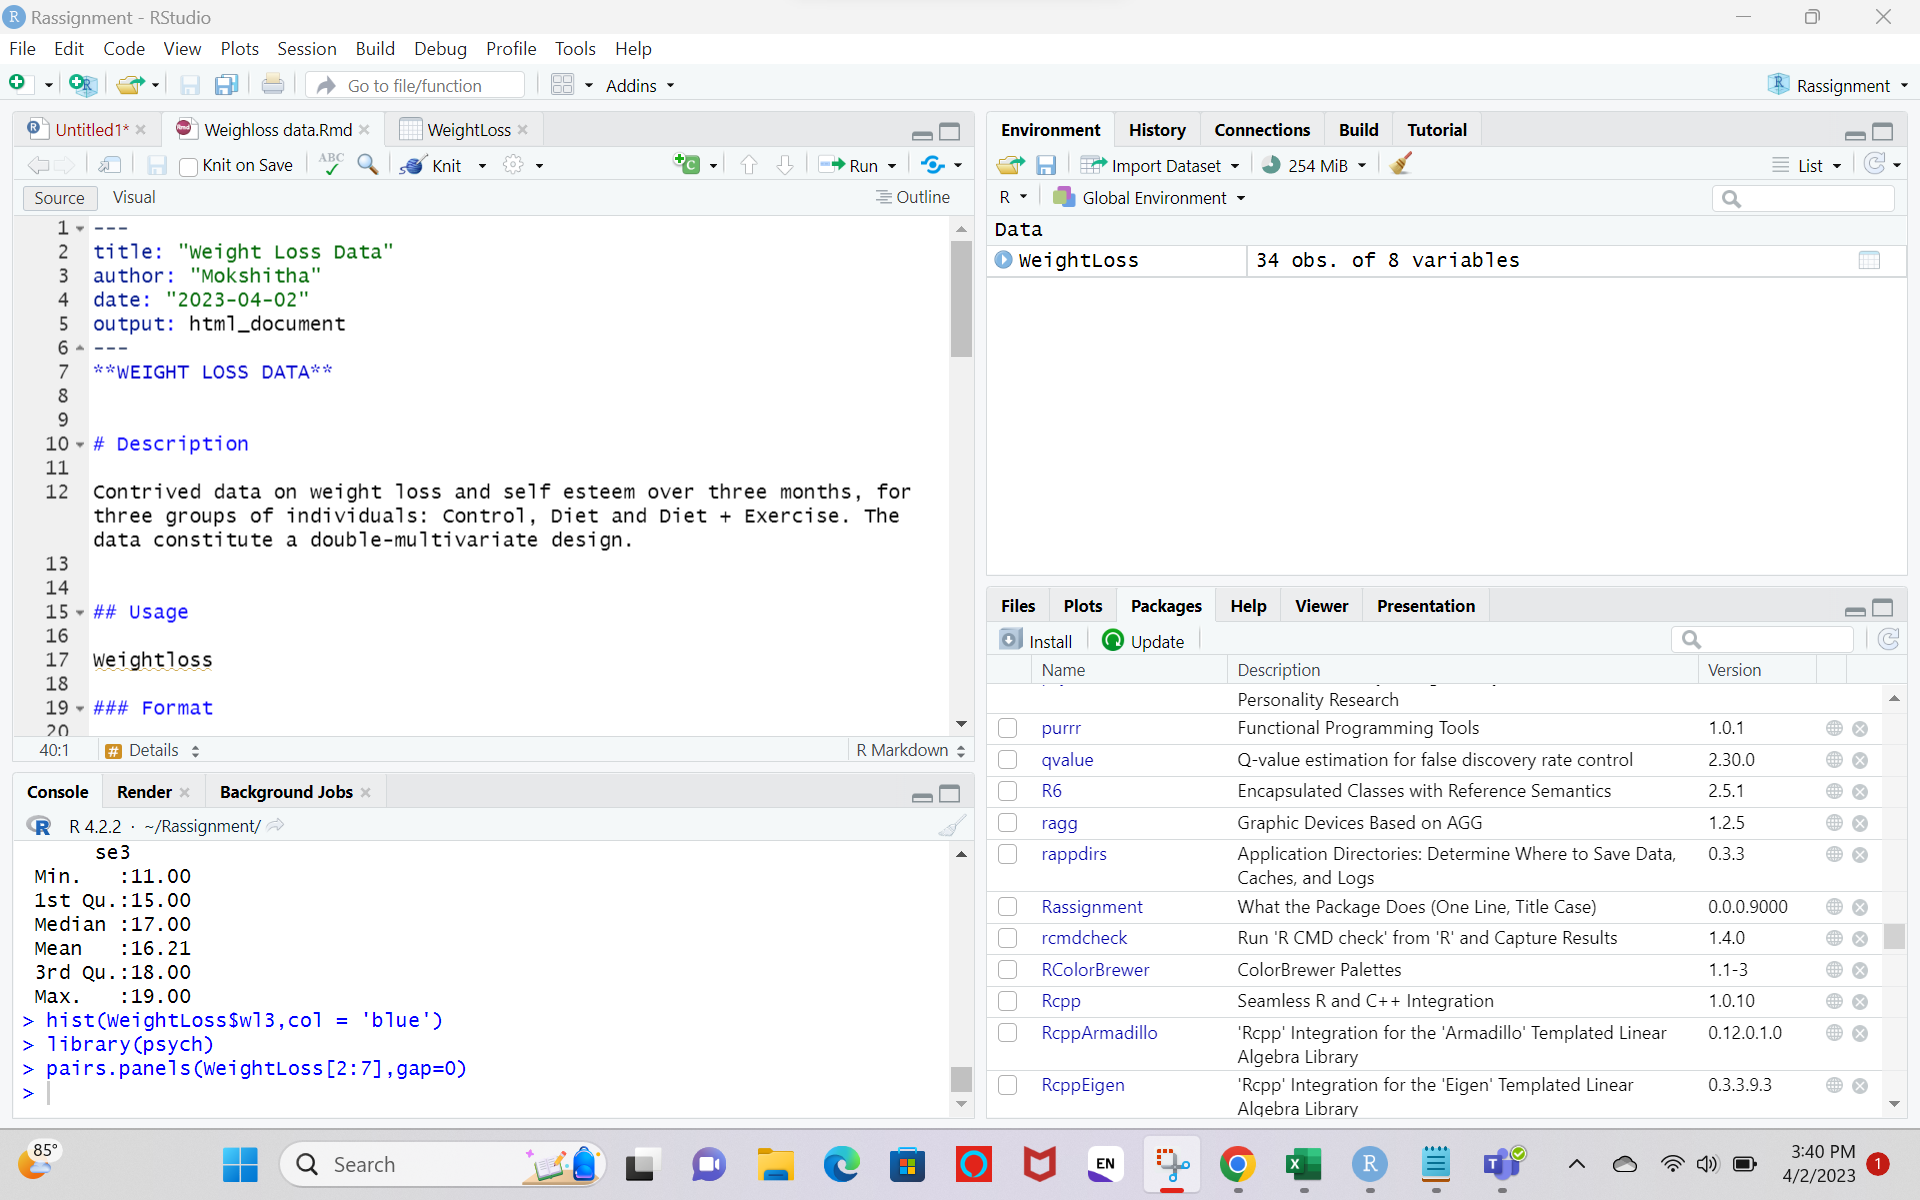 Rassignment - RStudio
File Edit Code View Plots Session Build Debug Profile Tools Help
Go to file/function Addins Rassignment
Untitled1* Weighloss data.Rmd WeightLoss
Knit on Save ABC Knit Run
Source Visual Outline
1 ---
2 title: "Weight Loss Data"
3 author: "Mokshitha"
4 date: "2023-04-02"
5 output: html_document
6 ---
7 **WEIGHT LOSS DATA**
8
9
10 # Description
11
12 Contrived data on weight loss and self esteem over three months, for
three groups of individuals: Control, Diet and Diet + Exercise. The
data constitute a double-multivariate design.
13
14
15 ## Usage
16
17 Weightloss
18
19 ### Format
20
40:1 # Details R Markdown
Console Render Background Jobs
R 4.2.2 · ~/Rassignment/
se3
Min. :11.00
1st Qu.:15.00
Median :17.00
Mean :16.21
3rd Qu.:18.00
Max. :19.00
> hist(WeightLoss$wl3,col = 'blue')
> library(psych)
> pairs.panels(WeightLoss[2:7],gap=0)
>
Environment History Connections Build Tutorial
Import Dataset 254 MiB List
R Global Environment
Data
WeightLoss 34 obs. of 8 variables
Files Plots Packages Help Viewer Presentation
Install Update
Name Description Version
Personality Research
purrr Functional Programming Tools 1.0.1
qvalue Q-value estimation for false discovery rate control 2.30.0
R6 Encapsulated Classes with Reference Semantics 2.5.1
ragg Graphic Devices Based on AGG 1.2.5
rappdirs Application Directories: Determine Where to Save Data, 0.3.3
Caches, and Logs
Rassignment What the Package Does (One Line, Title Case) 0.0.0.9000
rcmdcheck Run 'R CMD check' from 'R' and Capture Results 1.4.0
RColorBrewer ColorBrewer Palettes 1.1-3
Rcpp Seamless R and C++ Integration 1.0.10
RcppArmadillo 'Rcpp' Integration for the 'Armadillo' Templated Linear 0.12.0.1.0
Algebra Library
RcppEigen 'Rcpp' Integration for the 'Eigen' Templated Linear 0.3.3.9.3
Algebra Library
85° Search EN 3:40 PM 1
4/2/2023